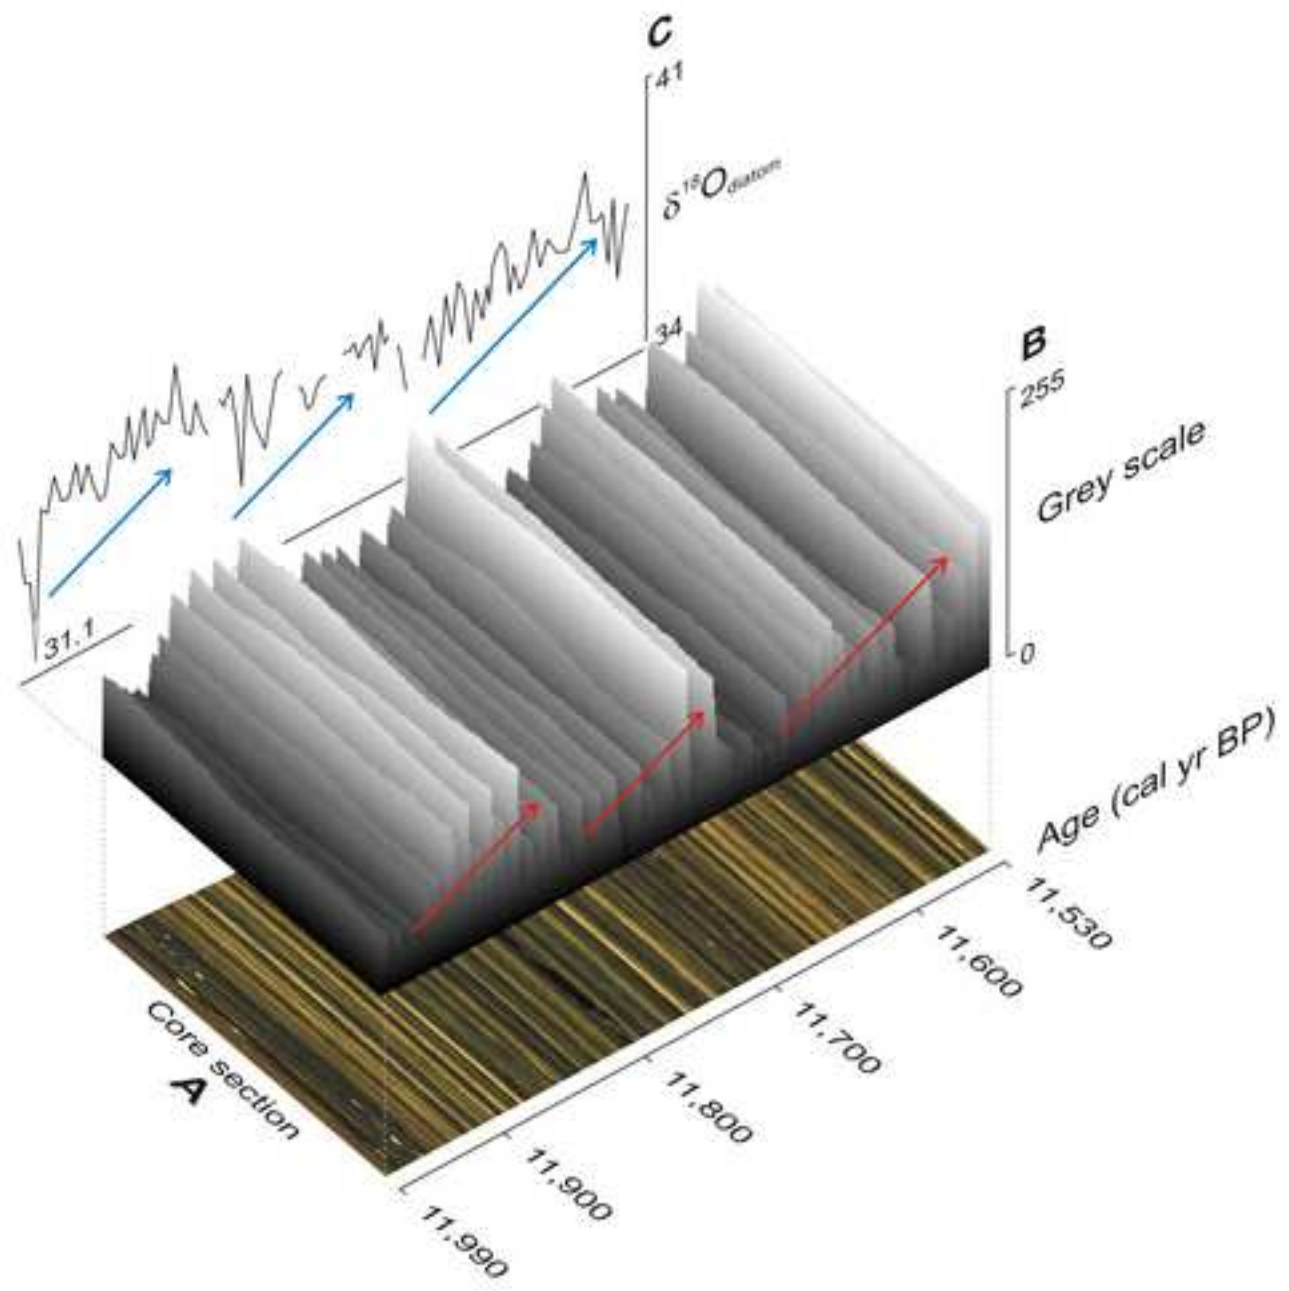 C
41
δ¹⁸Odiatom
34
B
255
Grey scale
0
31.1
Age (cal yr BP)
11,530
11,600
11,700
11,800
11,900
11,990
Core section
A